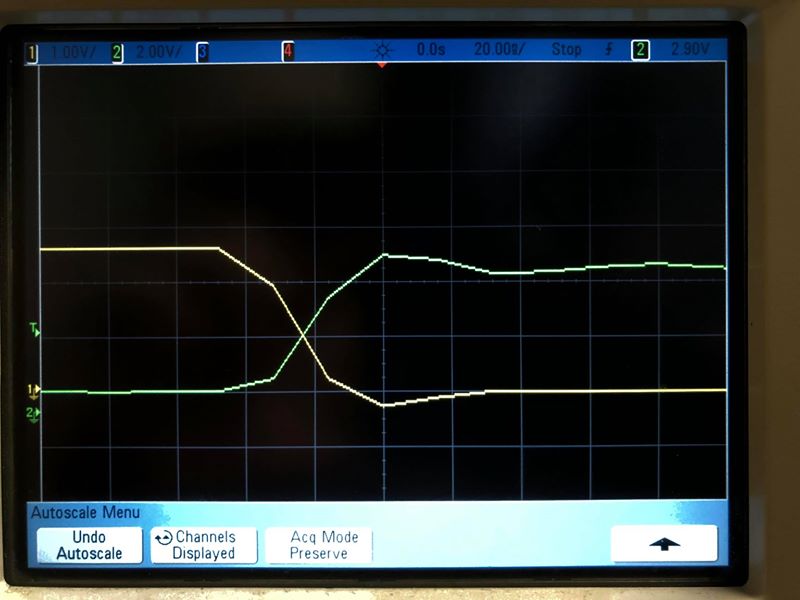 1 1.00V/ 2 2.00V/ 3 4 0.0s 20.00g/ Stop 2 2.90V
T
1
2
Autoscale Menu
Undo Autoscale
Channels Displayed
Acq Mode Preserve